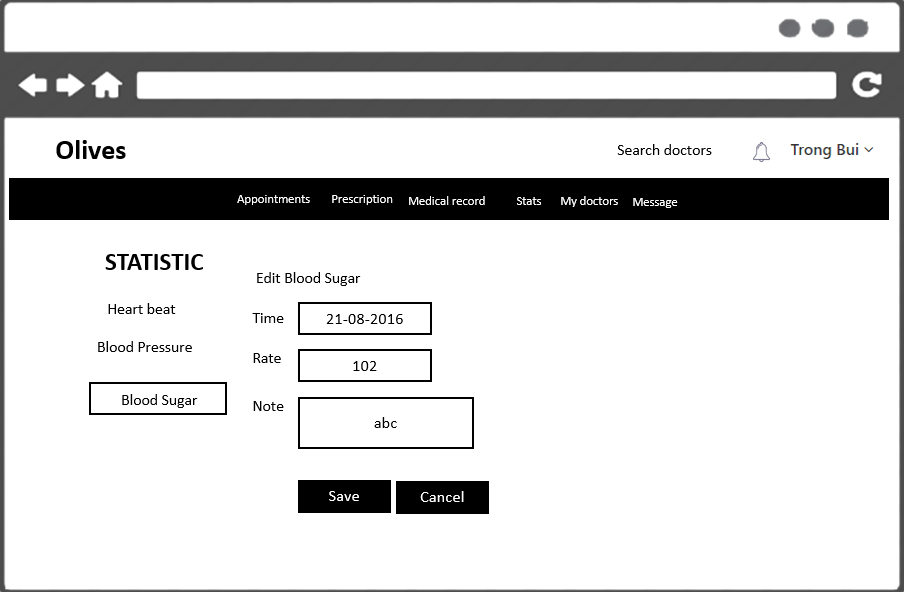 Olives
Search doctors
Trong Bui
Appointments Prescription Medical record Stats My doctors Message
STATISTIC
Heart beat
Blood Pressure
Blood Sugar
Edit Blood Sugar
Time 21-08-2016
Rate 102
Note abc
Save Cancel